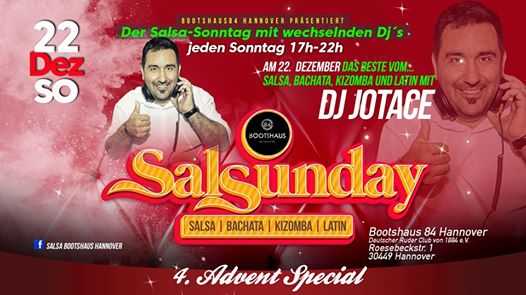 BOOTSHAUS84 HANNOVER PRÄSENTIERT
Der Salsa-Sonntag mit wechselnden Dj´s
jeden Sonntag 17h-22h
22
Dez
SO
AM 22. DEZEMBER DAS BESTE VOM...
SALSA, BACHATA, KIZOMBA UND LATIN MIT
DJ JOTACE
84
BOOTSHAUS
SalSunday
SALSA | BACHATA | KIZOMBA | LATIN
Bootshaus 84 Hannover
Deutscher Ruder Club von 1884 e.V.
Roesebeckstr. 1
30449 Hannover
f SALSA BOOTSHAUS HANNOVER
4. Advent Special